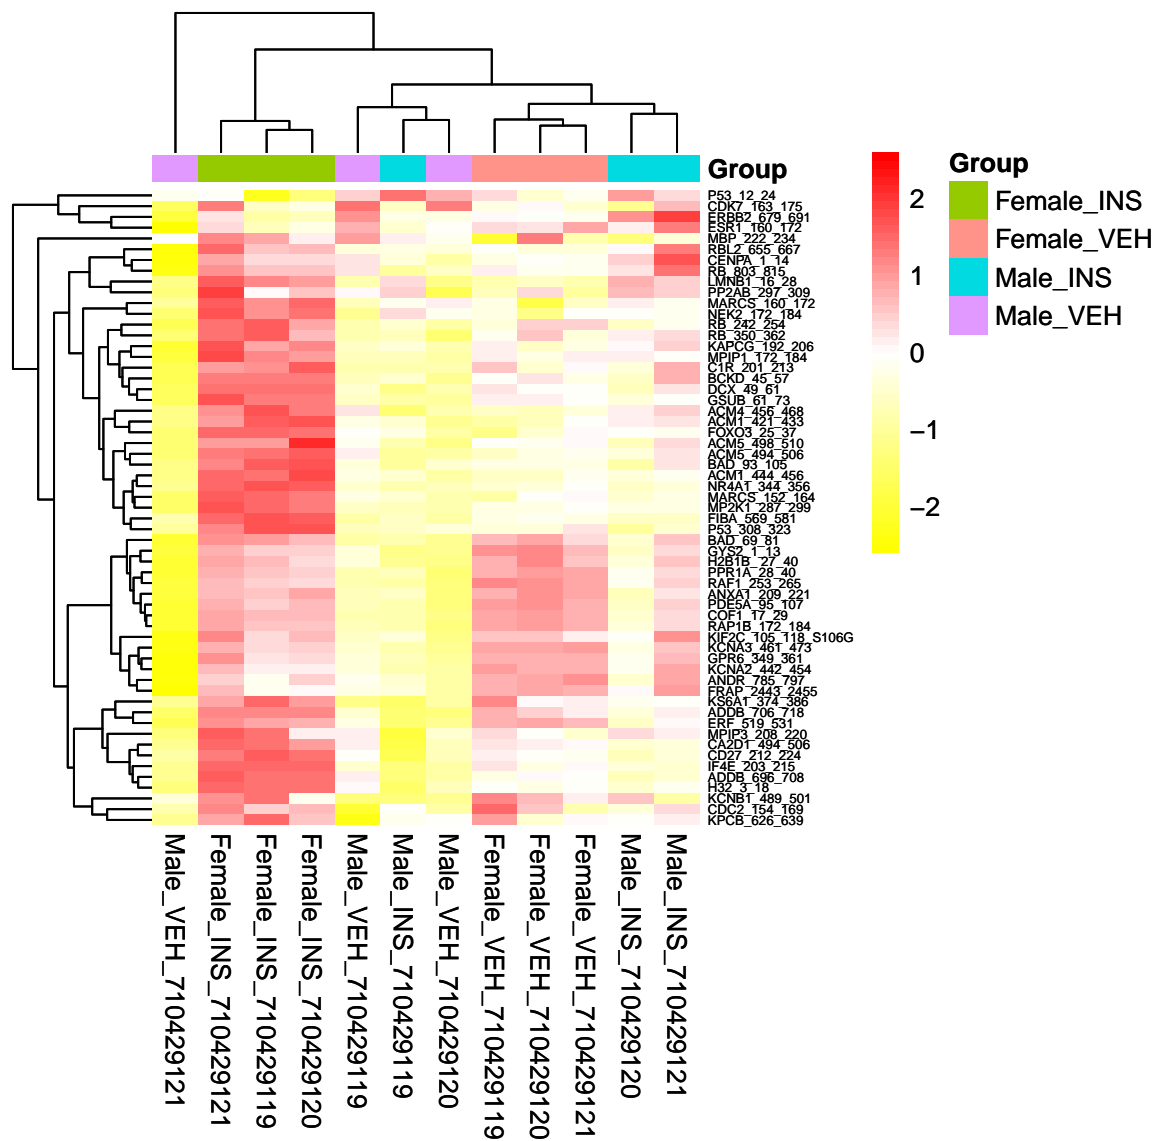 Group
P53_12_24
CDK7_163_175
ERBB2_679_691
ESR1_160_172
MBP_222_234
RBL2_655_667
CENPA_1_14
RB_803_815
LMNB1_16_28
PP2AB_297_309
MARCS_160_172
NEK2_172_184
RB_242_254
RB_350_362
KAPCG_192_206
MPIP1_172_184
C1R_201_213
BCKD_45_57
DCX_49_61
GSUB_61_73
ACM4_456_468
ACM1_421_433
FOXO3_25_37
ACM5_498_510
ACM5_494_506
BAD_93_105
ACM1_444_456
NR4A1_344_356
MARCS_152_164
MP2K1_287_299
FIBA_569_581
P53_308_323
BAD_69_81
GYS2_1_13
H2B1B_27_40
PPR1A_28_40
RAF1_253_265
ANXA1_209_221
PDE5A_95_107
COF1_17_29
RAP1B_172_184
KIF2C_105_118_S106G
KCNA3_461_473
GPR6_349_361
KCNA2_442_454
ANDR_785_797
FRAP_2443_2455
KS6A1_374_386
ADDB_706_718
ERF_519_531
MPIP3_208_220
CA2D1_494_506
CD27_212_224
IF4E_203_215
ADDB_696_708
H32_3_18
KCNB1_489_501
CDC2_154_169
KPCB_626_639
Male_VEH_710429121
Female_INS_710429121
Female_INS_710429119
Female_INS_710429120
Male_VEH_710429119
Male_INS_710429119
Male_VEH_710429120
Female_VEH_710429119
Female_VEH_710429120
Female_VEH_710429121
Male_INS_710429120
Male_INS_710429121
2
1
0
−1
−2
Group
Female_INS
Female_VEH
Male_INS
Male_VEH